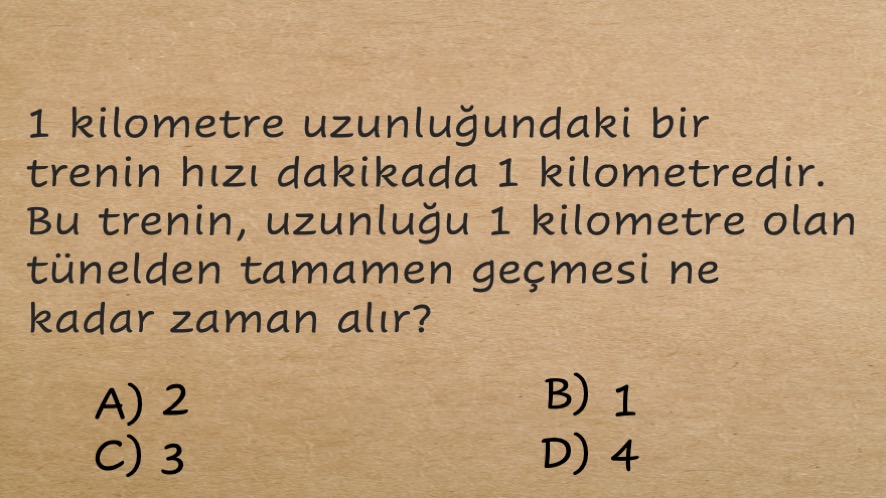 1 kilometre uzunluğundaki bir
trenin hızı dakikada 1 kilometredir.
Bu trenin, uzunluğu 1 kilometre olan
tünelden tamamen geçmesi ne
kadar zaman alır?
A) 2 B) 1
C) 3 D) 4